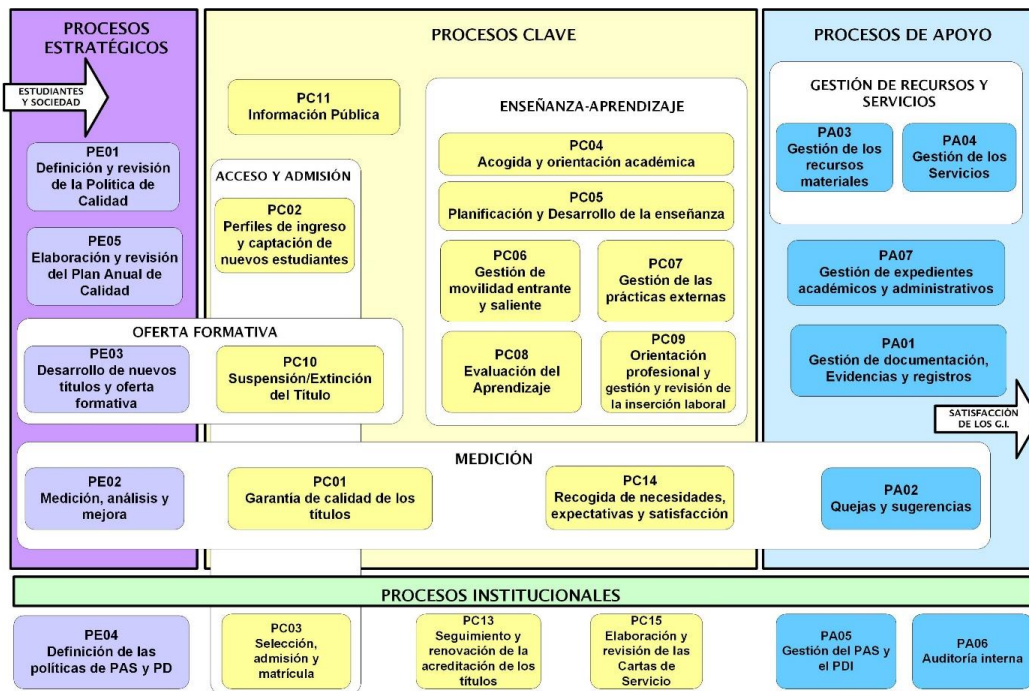 PROCESOS
ESTRATÉGICOS
ESTUDIANTES
Y SOCIEDAD
PE01
Definición y revisión
de la Política de
Calidad
PE05
Elaboración y revisión
del Plan Anual de
Calidad
PROCESOS CLAVE
PC11
Información Pública
ACCESO Y ADMISIÓN
PC02
Perfiles de ingreso
y captación de
nuevos estudiantes
ENSEÑANZA-APRENDIZAJE
PC04
Acogida y orientación académica
PC05
Planificación y Desarrollo de la enseñanza
PC06
Gestión de
movilidad entrante
y saliente
PC07
Gestión de las
prácticas externas
PC08
Evaluación del
Aprendizaje
PC09
Orientación
profesional y
gestión y revisión de
la inserción laboral
OFERTA FORMATIVA
PE03
Desarrollo de nuevos
títulos y oferta
formativa
PC10
Suspensión/Extinción
del Título
PROCESOS DE APOYO
GESTIÓN DE RECURSOS Y
SERVICIOS
PA03
Gestión de los
recursos
materiales
PA04
Gestión de los
Servicios
PA07
Gestión de expedientes
académicos y administrativos
PA01
Gestión de documentación,
Evidencias y registros
SATISFACCIÓN
DE LOS G.I.
MEDICIÓN
PE02
Medición, análisis y
mejora
PC01
Garantía de calidad de los
títulos
PC14
Recogida de necesidades,
expectativas y satisfacción
PA02
Quejas y sugerencias
PROCESOS INSTITUCIONALES
PE04
Definición de las
políticas de PAS y PD
PC03
Selección,
admisión y
matrícula
PC13
Seguimiento y
renovación de la
acreditación de los
títulos
PC15
Elaboración y
revisión de las
Cartas de
Servicio
PA05
Gestión del PAS y
el PDI
PA06
Auditoría interna